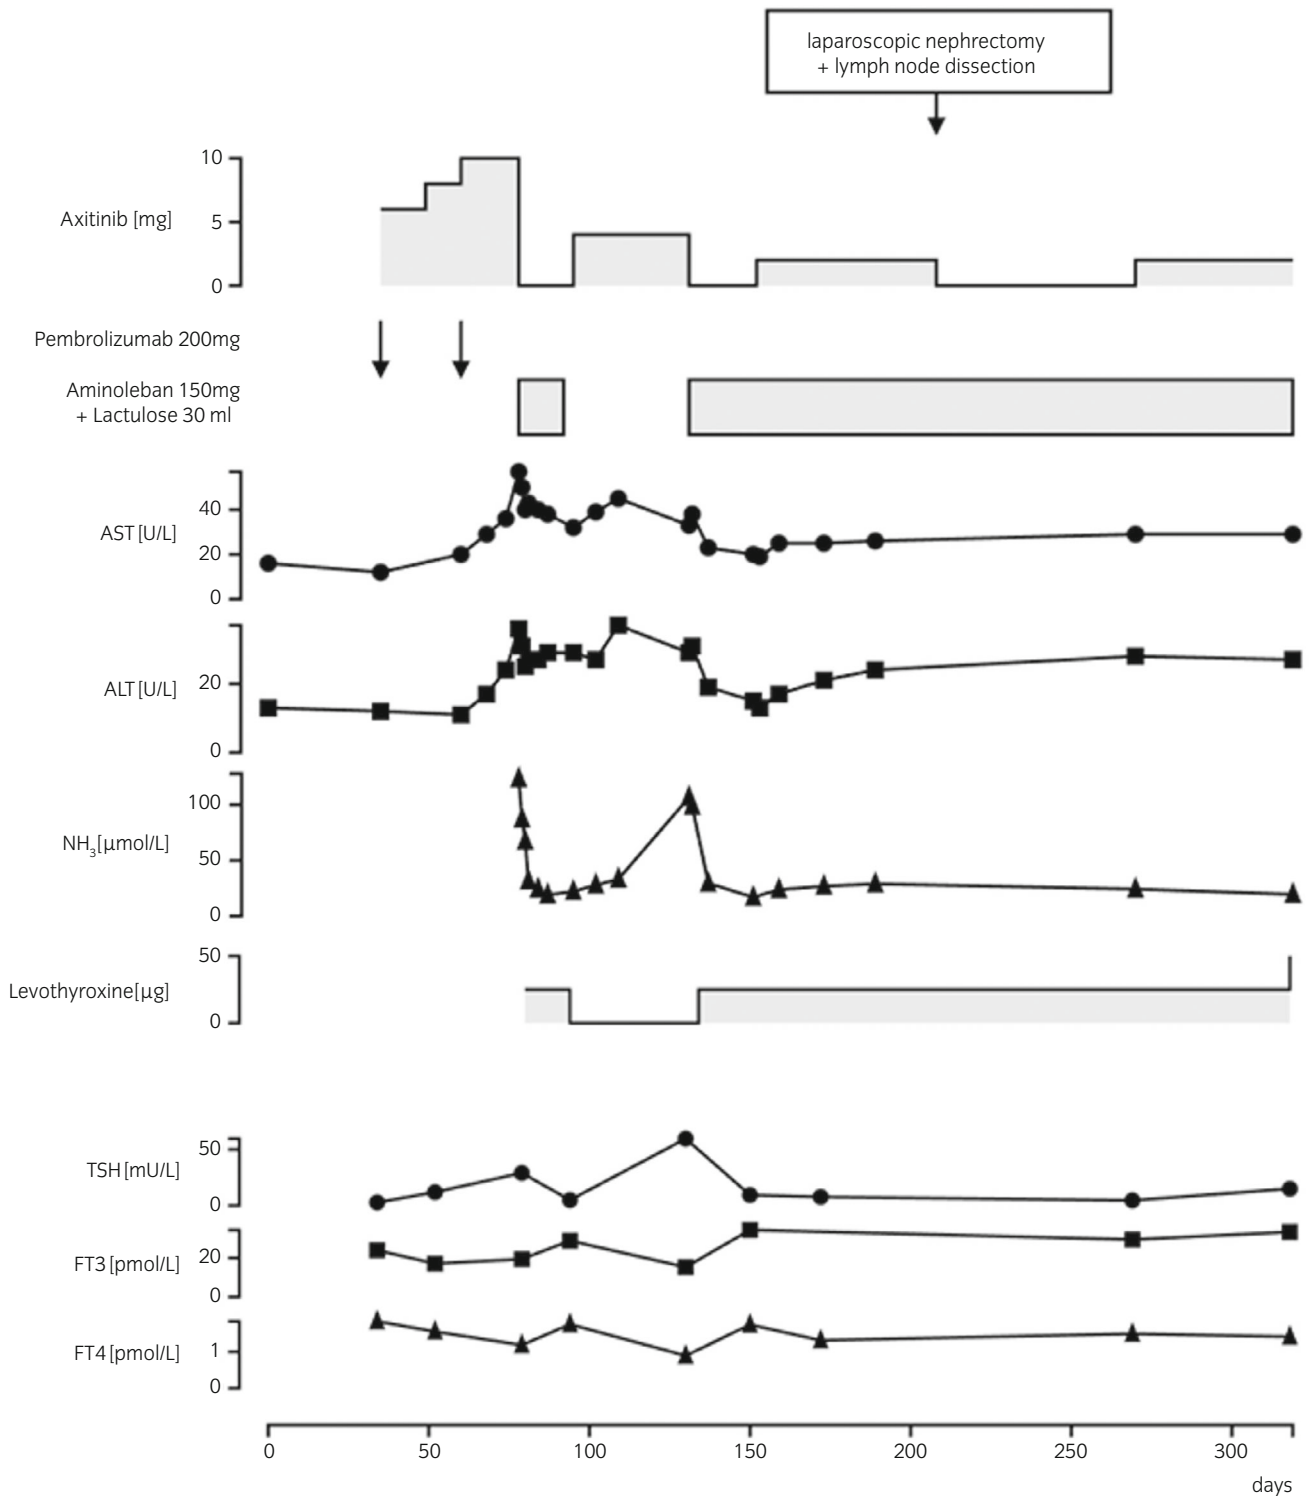 laparoscopic nephrectomy
+ lymph node dissection
10
Axitinib [mg]
5
0
Pembrolizumab 200mg
Aminoleban 150mg
+ Lactulose 30 ml
40
AST [U/L]
20
0
ALT [U/L]
20
0
100
NH3[µmol/L]
50
0
50
Levothyroxine[µg]
0
50
TSH [mU/L]
0
FT3 [pmol/L]
20
0
FT4 [pmol/L]
1
0
0 50 100 150 200 250 300
days